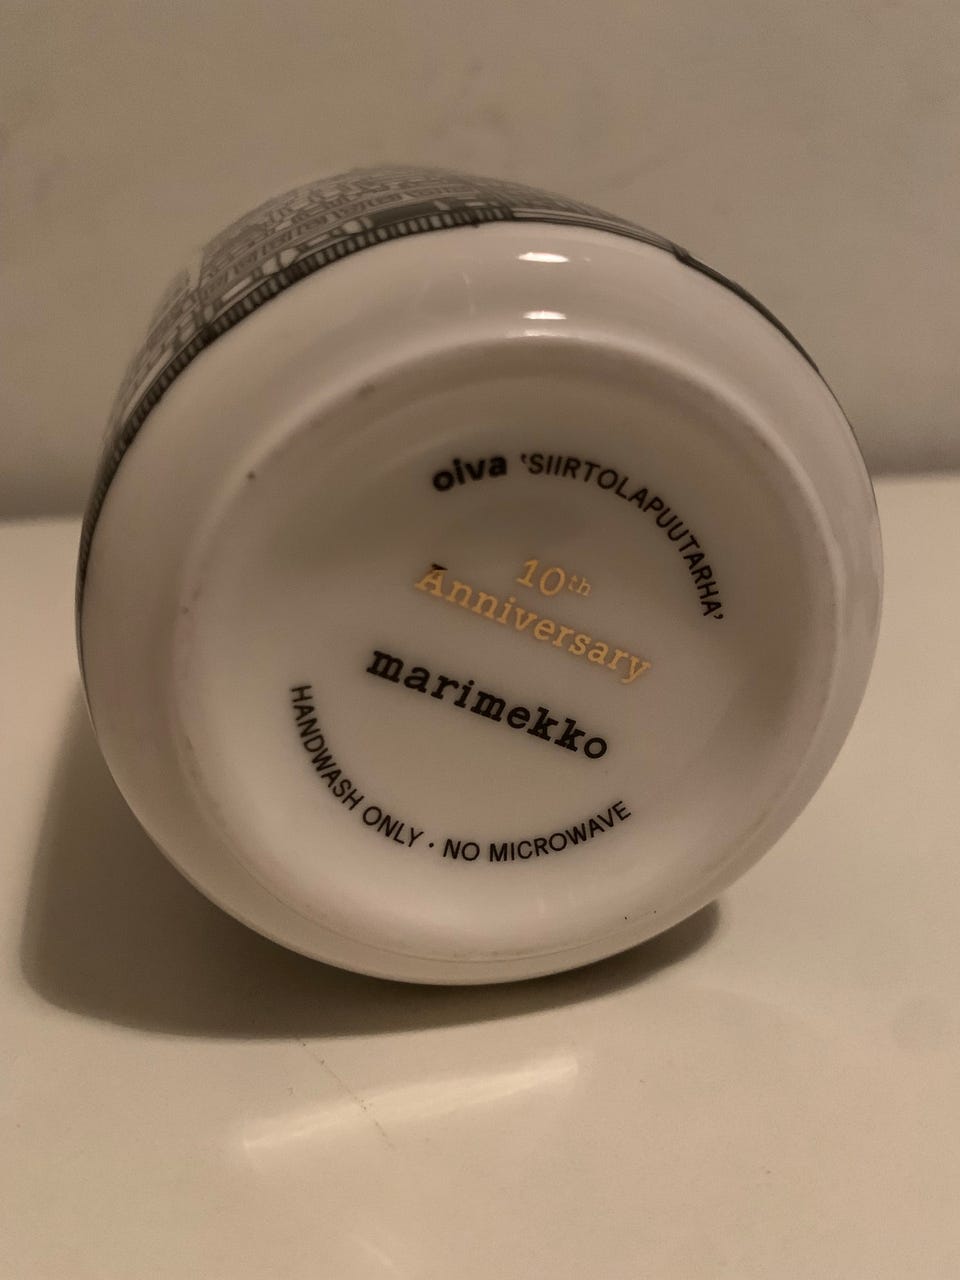 oiva 'SIIRTOLAPUUTARHA'
10th
Anniversary
marimekko
HANDWASH ONLY · NO MICROWAVE